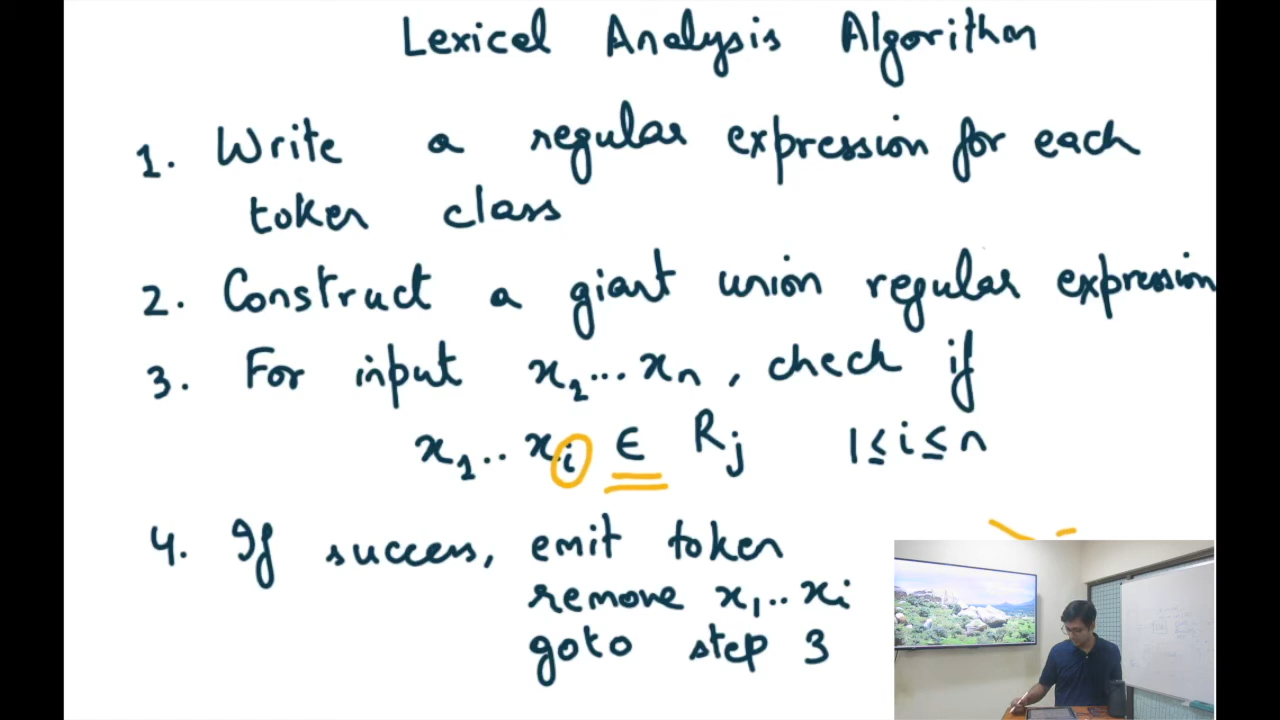 Lexical Analysis Algorithm
1. Write a regular expression for each
token class
2. Construct a giant union regular expression
3. For input x₁...xₙ, check if
x₁.. xᵢ ∈ Rⱼ 1≤i≤n
4. If success, emit token
remove x₁..xᵢ
goto step 3